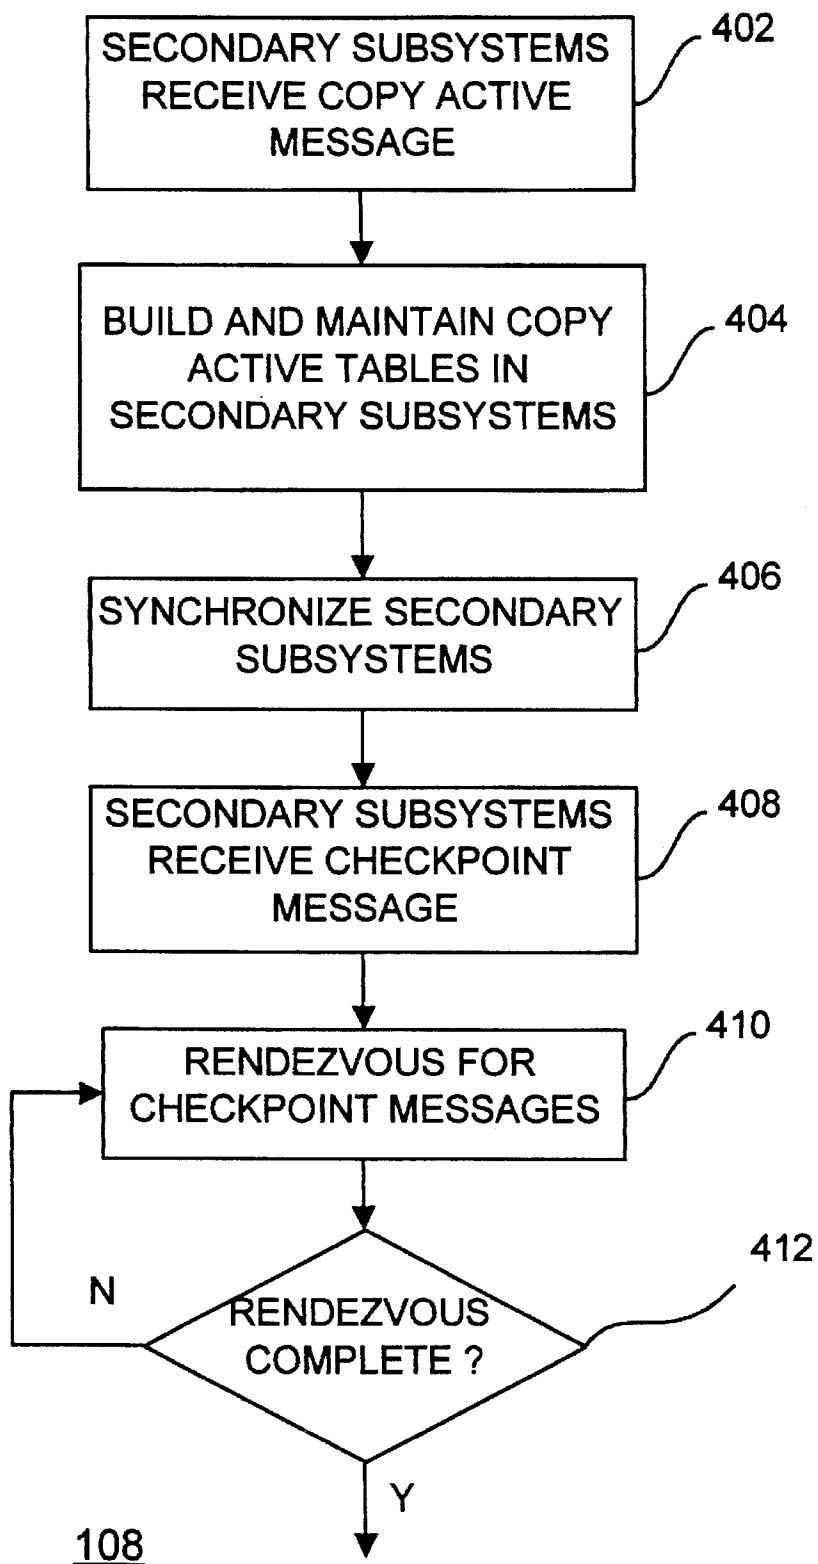 402
SECONDARY SUBSYSTEMS
RECEIVE COPY ACTIVE
MESSAGE
404
BUILD AND MAINTAIN COPY
ACTIVE TABLES IN
SECONDARY SUBSYSTEMS
406
SYNCHRONIZE SECONDARY
SUBSYSTEMS
408
SECONDARY SUBSYSTEMS
RECEIVE CHECKPOINT
MESSAGE
410
RENDEZVOUS FOR
CHECKPOINT MESSAGES
412
N
RENDEZVOUS
COMPLETE ?
Y
108